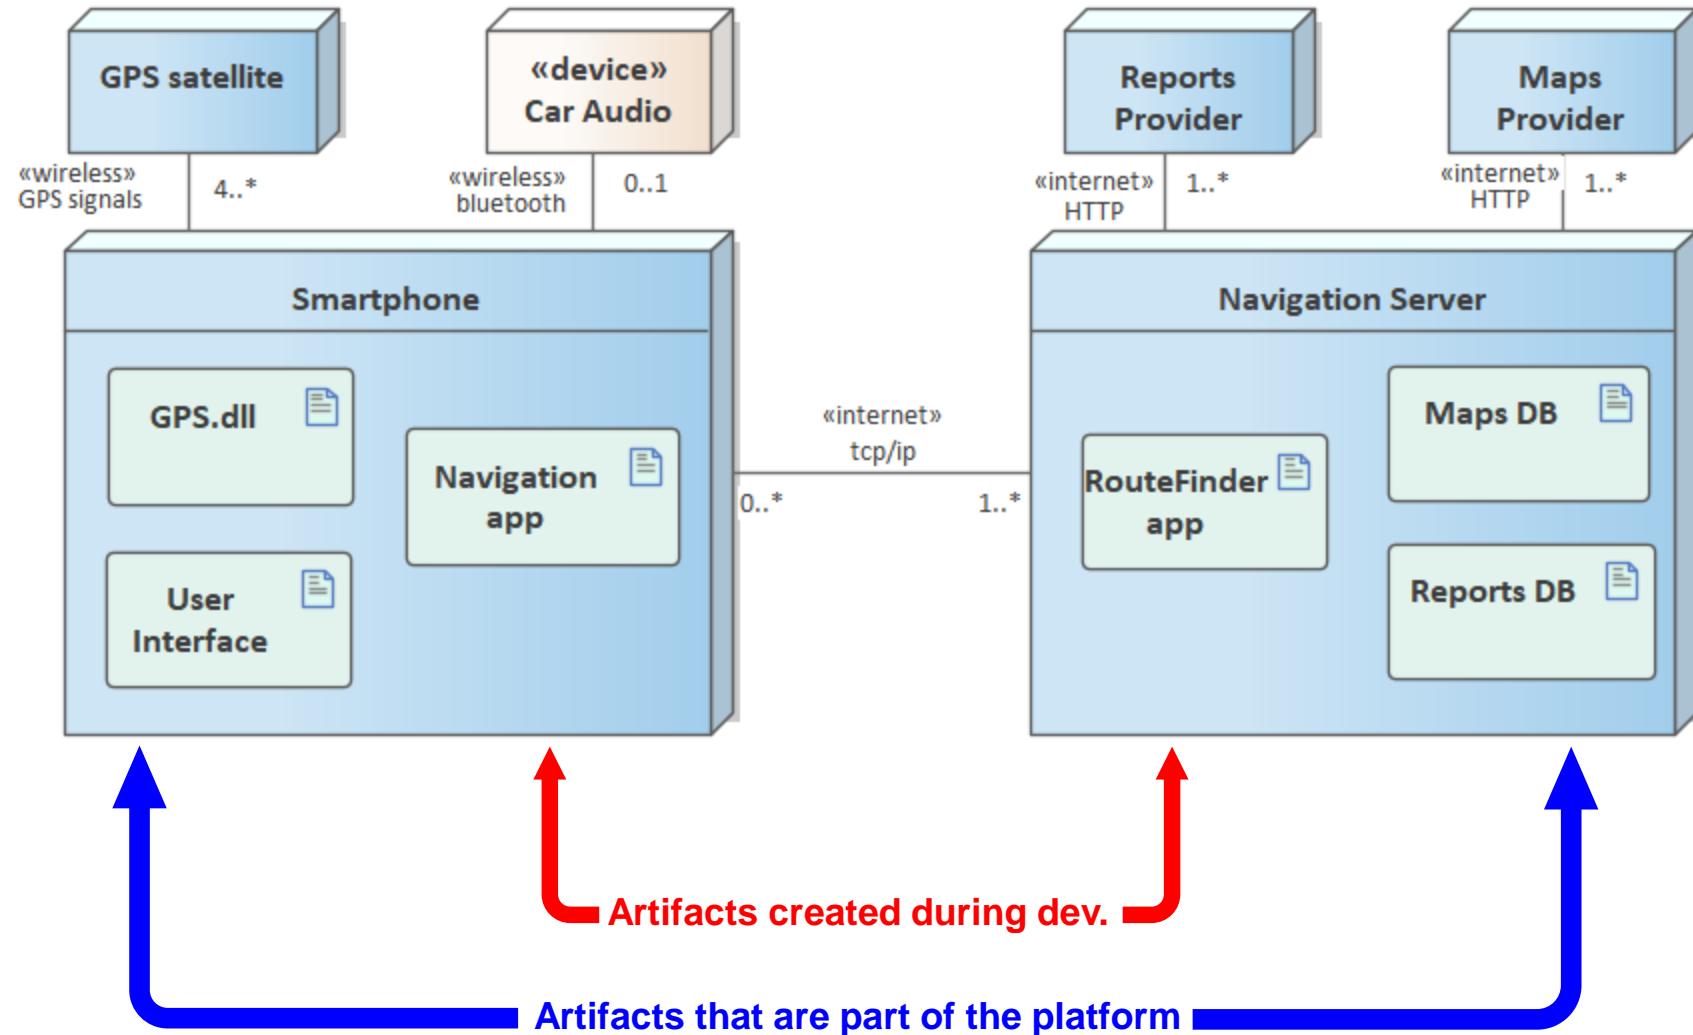 GPS satellite
«device»
Car Audio
Reports
Provider
Maps
Provider
«wireless»
GPS signals
4..*
«wireless»
bluetooth
0..1
«internet»
HTTP
1..*
«internet»
HTTP
1..*
Smartphone
GPS.dll
Navigation
app
User
Interface
«internet»
tcp/ip
0..*
1..*
Navigation Server
RouteFinder
app
Maps DB
Reports DB
Artifacts created during dev.
Artifacts that are part of the platform